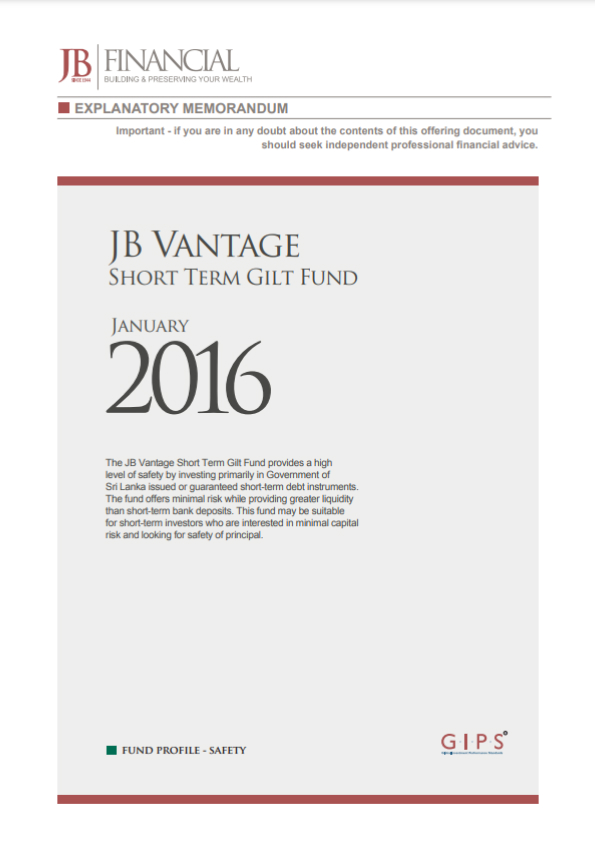 JB FINANCIAL
BUILDING & PRESERVING YOUR WEALTH
EXPLANATORY MEMORANDUM
Important - if you are in any doubt about the contents of this offering document, you
should seek independent professional financial advice.
JB VANTAGE
SHORT TERM GILT FUND
JANUARY
2016
The JB Vantage Short Term Gilt Fund provides a high
level of safety by investing primarily in Government of
Sri Lanka issued or guaranteed short-term debt instruments.
The fund offers minimal risk while providing greater liquidity
than short-term bank deposits. This fund may be suitable
for short-term investors who are interested in minimal capital
risk and looking for safety of principal.
FUND PROFILE - SAFETY
G·I·P·S